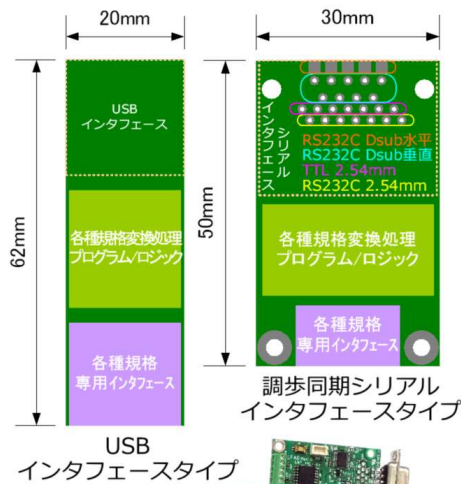 20mm
30mm
62mm
50mm
USB
インタフェース
各種規格変換処理
プログラム/ロジック
各種規格
専用インタフェース
USB
インタフェースタイプ
シリアル
インタフェース
RS232C Dsub水平
RS232C Dsub垂直
TTL 2.54mm
RS232C 2.54mm
各種規格変換処理
プログラム/ロジック
各種規格
専用インタフェース
調歩同期シリアル
インタフェースタイプ